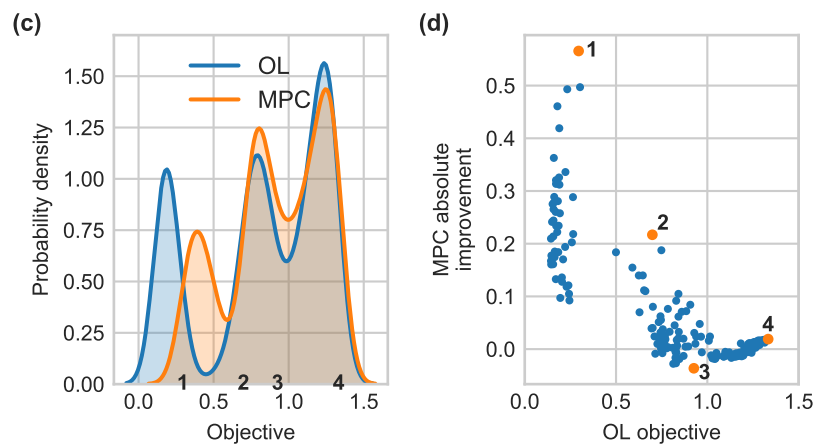 (c)
1.50
1.25
1.00
0.75
0.50
0.25
0.00
Probability density
OL
MPC
1 2 3 4
0.0 0.5 1.0 1.5
Objective
(d)
0.5
0.4
0.3
0.2
0.1
0.0
MPC absolute
improvement
1
2
3
4
0.0 0.5 1.0 1.5
OL objective